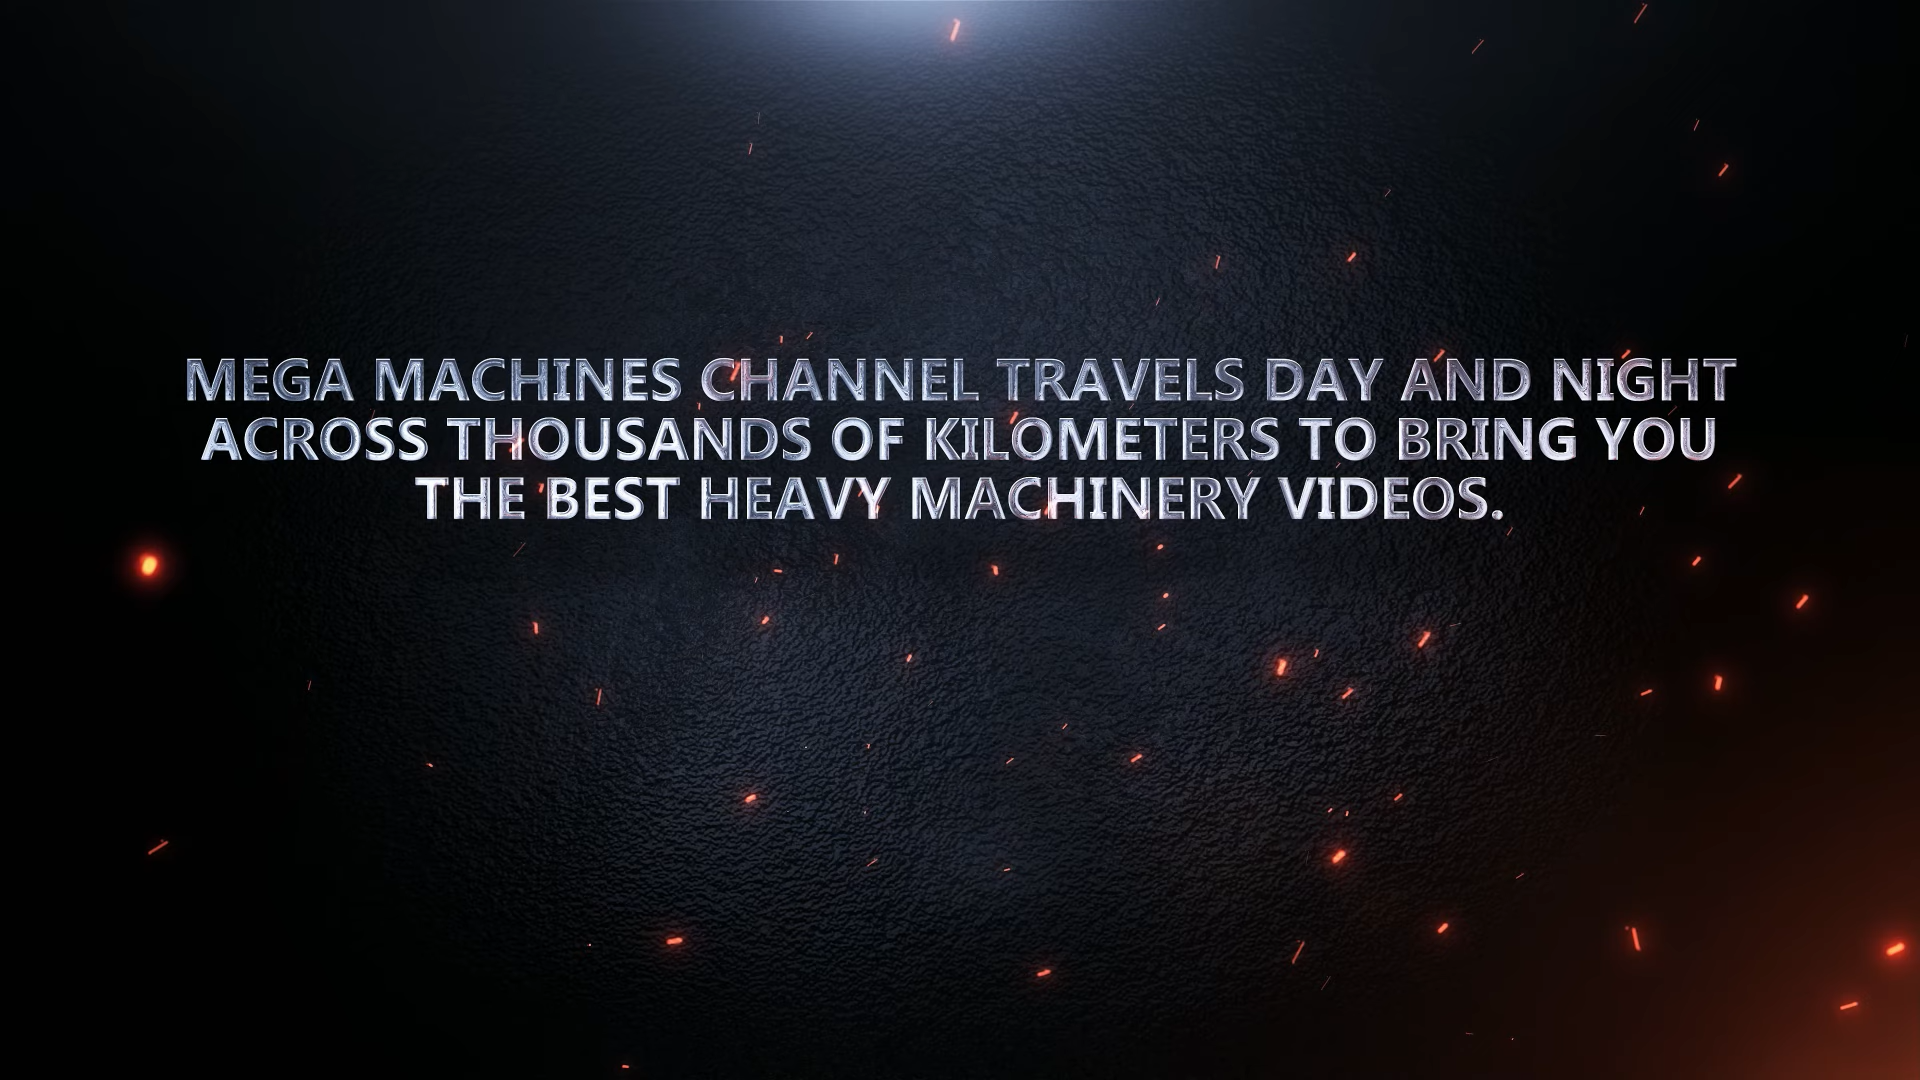 MEGA MACHINES CHANNEL TRAVELS DAY AND NIGHT
ACROSS THOUSANDS OF KILOMETERS TO BRING YOU
THE BEST HEAVY MACHINERY VIDEOS.